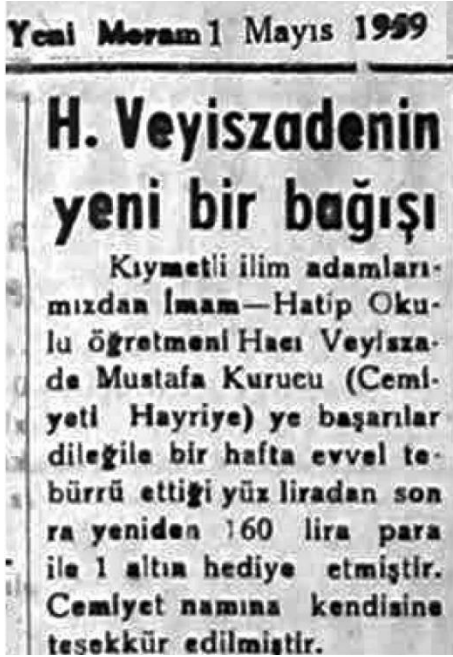 Yeni Meram 1 Mayıs 1959
H. Veyiszadenin
yeni bir bağışı
Kıymetli ilim adamları-
mızdan İmam—Hatip Oku-
lu öğretmeni Hacı Veyisza-
de Mustafa Kurucu (Cemi-
yeti Hayriye) ye başarılar
dileğile bir hafta evvel te-
bürrü ettiği yüz liradan son
ra yeniden 160 lira para
ile 1 altın hediye etmiştir.
Cemiyet namına kendisine
teşekkür edilmiştir.